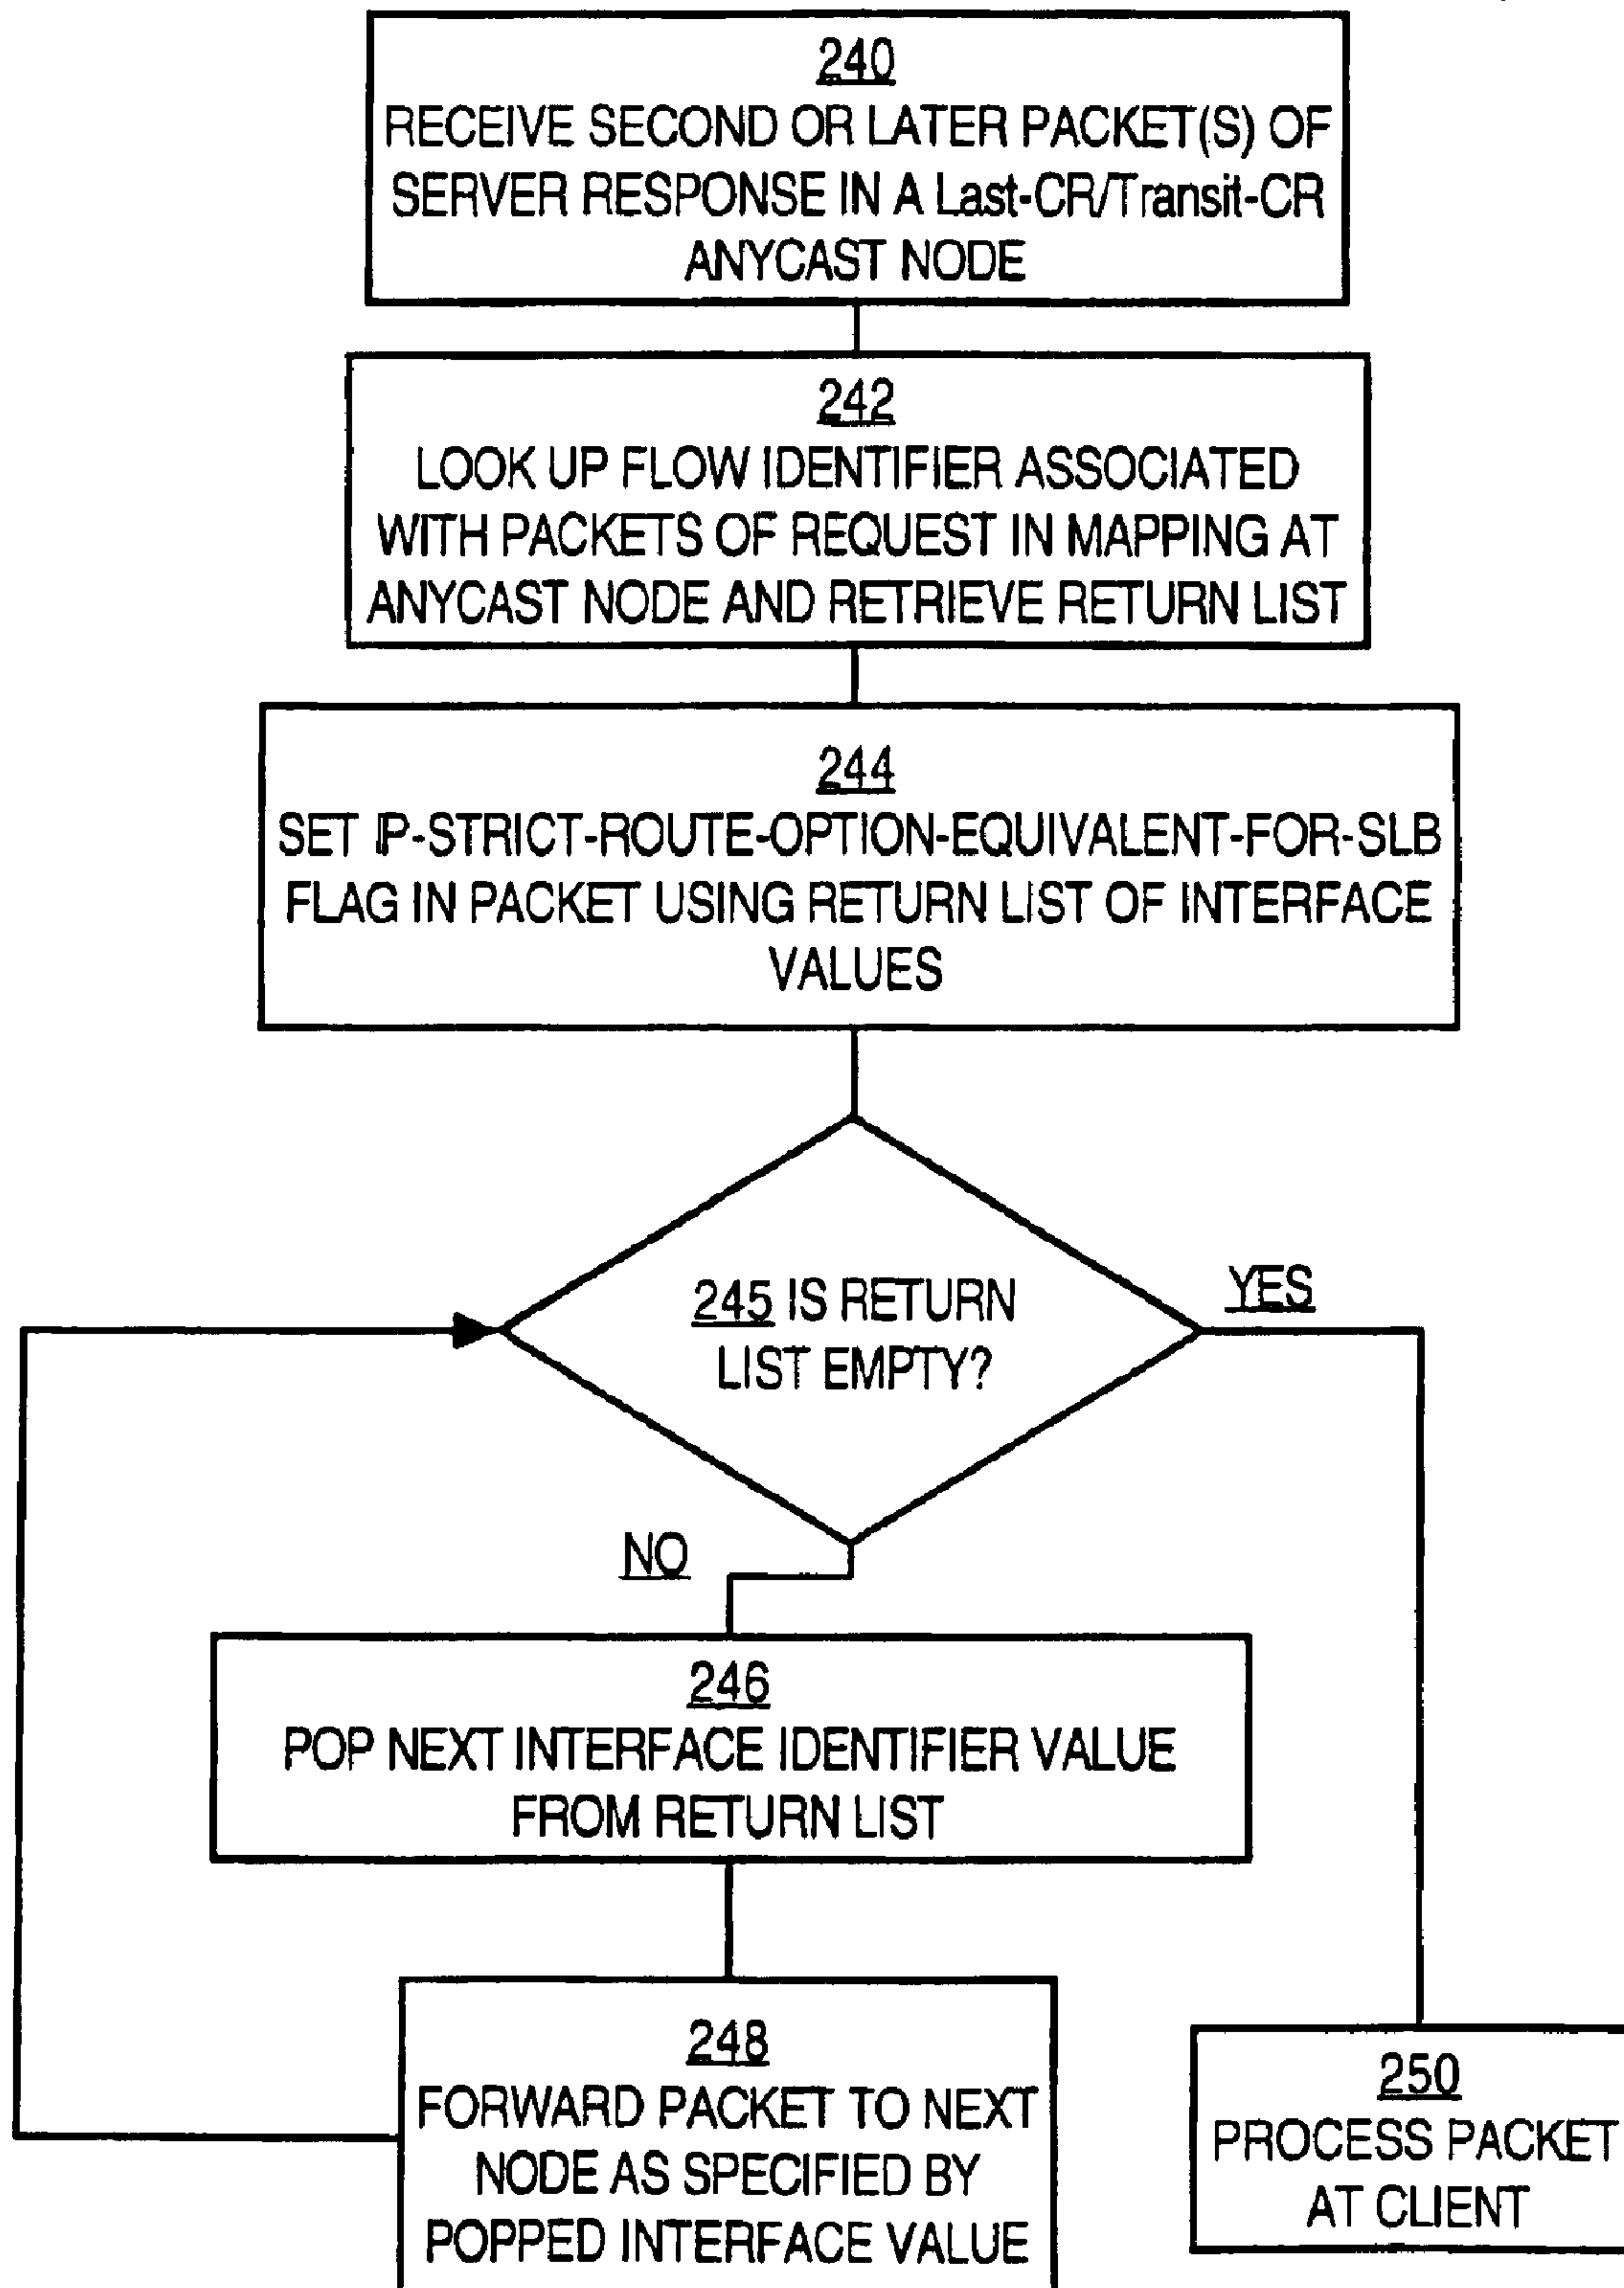 240
RECEIVE SECOND OR LATER PACKET(S) OF
SERVER RESPONSE IN A Last-CR/Transit-CR
ANYCAST NODE
242
LOOK UP FLOW IDENTIFIER ASSOCIATED
WITH PACKETS OF REQUEST IN MAPPING AT
ANYCAST NODE AND RETRIEVE RETURN LIST
244
SET IP-STRICT-ROUTE-OPTION-EQUIVALENT-FOR-SLB
FLAG IN PACKET USING RETURN LIST OF INTERFACE
VALUES
245 IS RETURN
LIST EMPTY?
YES
NO
246
POP NEXT INTERFACE IDENTIFIER VALUE
FROM RETURN LIST
248
FORWARD PACKET TO NEXT
NODE AS SPECIFIED BY
POPPED INTERFACE VALUE
250
PROCESS PACKET
AT CLIENT